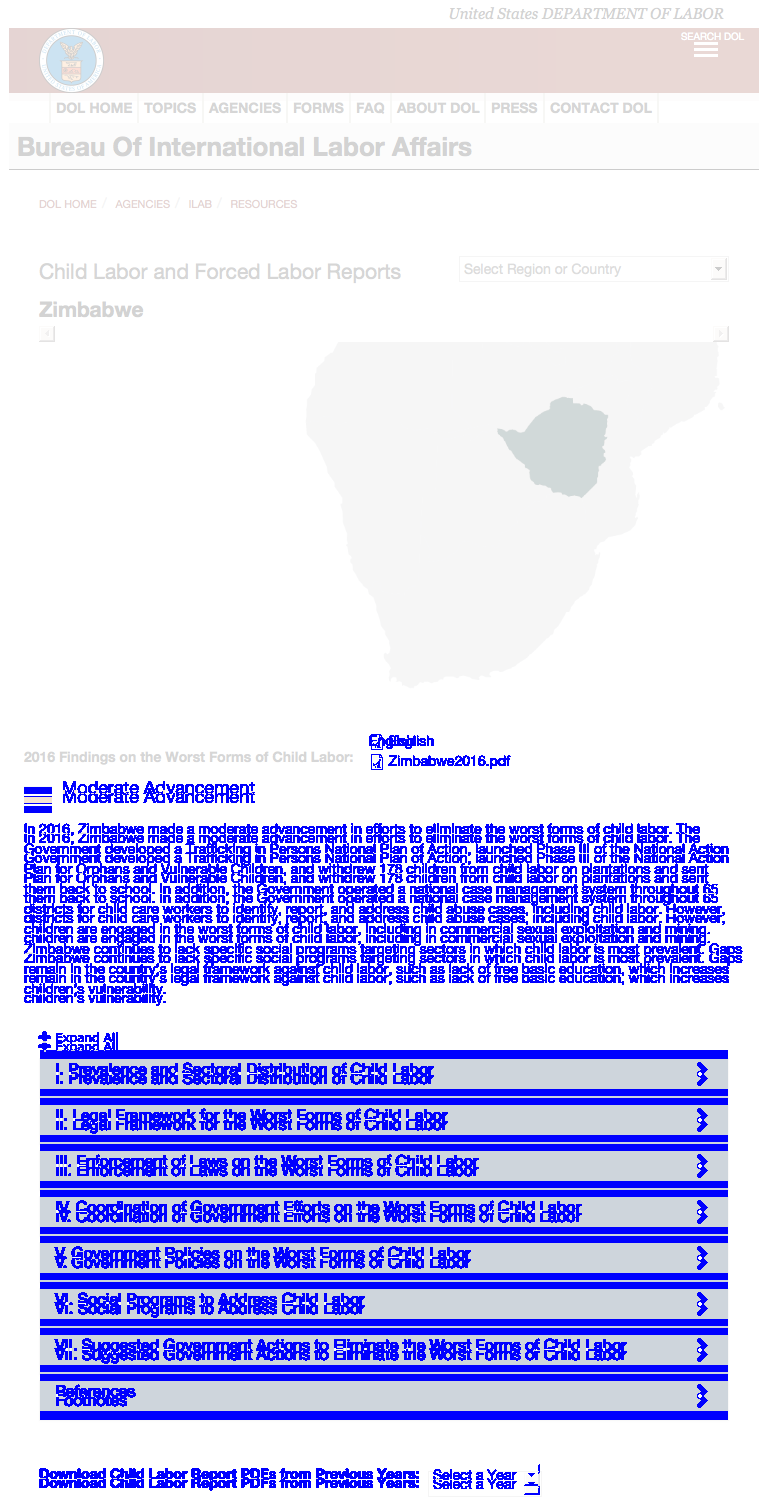 United States DEPARTMENT OF LABOR
SEARCH DOL
DOL HOME TOPICS AGENCIES FORMS FAQ ABOUT DOL PRESS CONTACT DOL
Bureau Of International Labor Affairs
DOL HOME / AGENCIES / ILAB / RESOURCES
Child Labor and Forced Labor Reports
Select Region or Country
Zimbabwe
English
2016 Findings on the Worst Forms of Child Labor:
Zimbabwe2016.pdf
Moderate Advancement
In 2016, Zimbabwe made a moderate advancement in efforts to eliminate the worst forms of child labor. The
Government developed a Trafficking in Persons National Plan of Action, launched Phase III of the National Action
Plan for Orphans and Vulnerable Children, and withdrew 178 children from child labor on plantations and sent
them back to school. In addition, the Government operated a national case management system throughout 65
districts for child care workers to identify, report, and address child abuse cases, including child labor. However,
children are engaged in the worst forms of child labor, including in commercial sexual exploitation and mining.
Zimbabwe continues to lack specific social programs targeting sectors in which child labor is most prevalent. Gaps
remain in the country's legal framework against child labor, such as lack of free basic education, which increases
children's vulnerability.
Expand All
I. Prevalence and Sectoral Distribution of Child Labor
II. Legal Framework for the Worst Forms of Child Labor
III. Enforcement of Laws on the Worst Forms of Child Labor
IV. Coordination of Government Efforts on the Worst Forms of Child Labor
V. Government Policies on the Worst Forms of Child Labor
VI. Social Programs to Address Child Labor
VII. Suggested Government Actions to Eliminate the Worst Forms of Child Labor
References
Footnotes
Download Child Labor Report PDFs from Previous Years: Select a Year